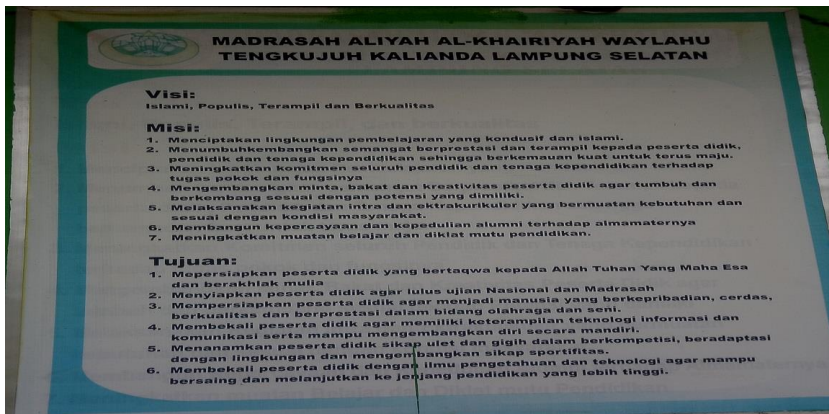 MADRASAH ALIYAH AL-KHAIRIYAH WAYLAHU
TENGKUJUH KALIANDA LAMPUNG SELATAN
Visi:
Islami, Populis, Terampil dan Berkualitas
Misi:
1. Menciptakan lingkungan pembelajaran yang kondusif dan islami.
2. Menumbuhkembangkan semangat berprestasi dan terampil kepada peserta didik,
pendidik dan tenaga kependidikan sehingga berkemauan kuat untuk terus maju.
3. Meningkatkan komitmen seluruh pendidik dan tenaga kependidikan terhadap
tugas pokok dan fungsinya
4. Mengembangkan minta, bakat dan kreativitas peserta didik agar tumbuh dan
berkembang sesuai dengan potensi yang dimiliki.
5. Melaksanakan kegiatan intra dan ektrakurikuler yang bermuatan kebutuhan dan
sesuai dengan kondisi masyarakat.
6. Membangun kepercayaan dan kepedulian alumni terhadap almamaternya
7. Meningkatkan muatan belajar dan diklat mutu pendidikan.
Tujuan:
1. Mepersiapkan peserta didik yang bertaqwa kepada Allah Tuhan Yang Maha Esa
dan berakhlak mulia
2. Menyiapkan peserta didik agar lulus ujian Nasional dan Madrasah
3. Mempersiapkan peserta didik agar menjadi manusia yang berkepribadian, cerdas,
berkualitas dan berprestasi dalam bidang olahraga dan seni.
4. Membekali peserta didik agar memiliki keterampilan teknologi informasi dan
komunikasi serta mampu mengembangkan diri secara mandiri.
5. Menanamkan peserta didik sikap ulet dan gigih dalam berkompetisi, beradaptasi
dengan lingkungan dan mengembangkan sikap sportifitas.
6. Membekali peserta didik dengan ilmu pengetahuan dan teknologi agar mampu
bersaing dan melanjutkan ke jenjang pendidikan yang lebih tinggi.